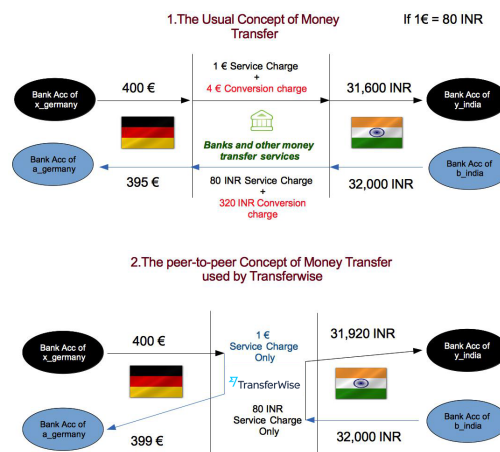 1.The Usual Concept of Money
Transfer
If 1€ = 80 INR
Bank Acc of
x_germany
400 €
1 € Service Charge
+
4 € Conversion charge
31,600 INR
Bank Acc of
y_india
Banks and other money
transfer services
Bank Acc of
a_germany
395 €
80 INR Service
Charge
+
320 INR Conversion
charge
32,000 INR
Bank Acc of
b_india
2.The peer-to-peer Concept of Money Transfer
used by Transferwise
Bank Acc of
x_germany
400 €
1 €
Service Charge
Only
31,920 INR
Bank Acc of
y_india
TransferWise
Bank Acc of
a_germany
399 €
80 INR
Service Charge
Only
32,000 INR
Bank Acc of
b_india